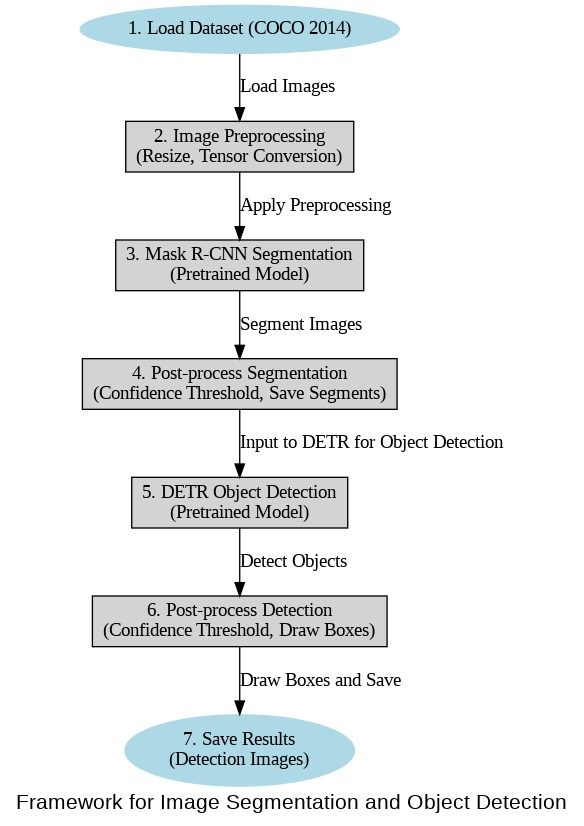 1. Load Dataset (COCO 2014)
Load Images
2. Image Preprocessing
(Resize, Tensor Conversion)
Apply Preprocessing
3. Mask R-CNN Segmentation
(Pretrained Model)
Segment Images
4. Post-process Segmentation
(Confidence Threshold, Save Segments)
Input to DETR for Object Detection
5. DETR Object Detection
(Pretrained Model)
Detect Objects
6. Post-process Detection
(Confidence Threshold, Draw Boxes)
Draw Boxes and Save
7. Save Results
(Detection Images)
Framework for Image Segmentation and Object Detection